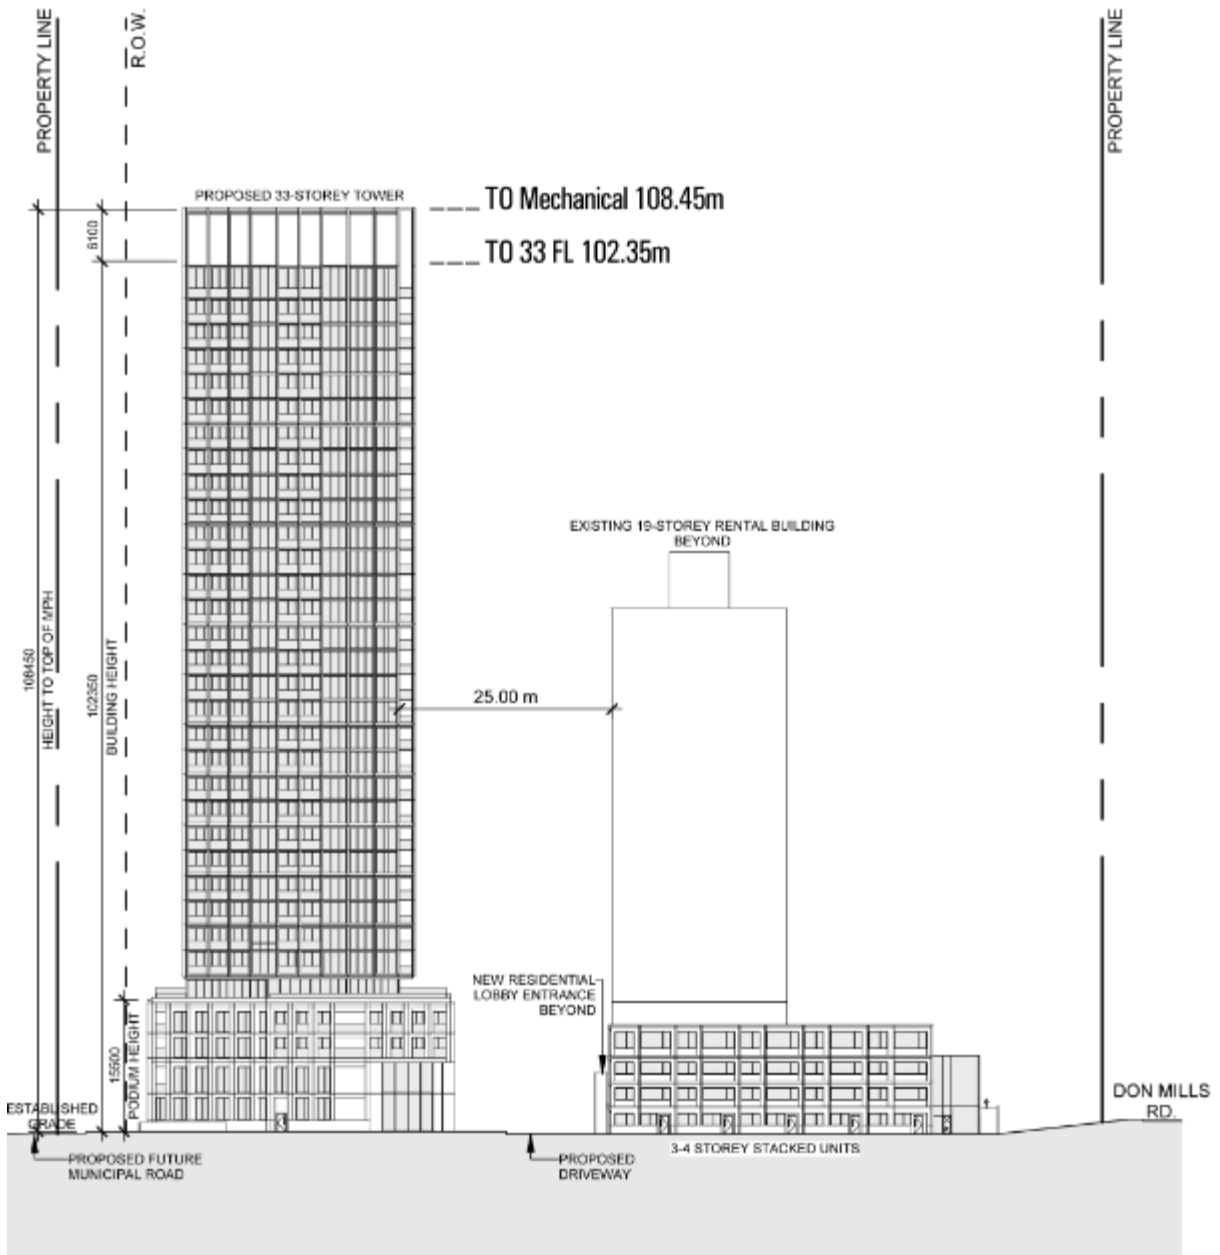 PROPERTY LINE
R.O.W.
PROPERTY LINE
PROPOSED 33-STOREY TOWER
TO Mechanical 108.45m
6100
TO 33 FL 102.35m
EXISTING 19-STOREY RENTAL BUILDING
BEYOND
108450
HEIGHT TO TOP OF MPH
102350
BUILDING HEIGHT
25.00 m
NEW RESIDENTIAL
LOBBY ENTRANCE
BEYOND
15500
PODIUM HEIGHT
ESTABLISHED
GRADE
DON MILLS
RD.
3-4 STOREY STACKED UNITS
PROPOSED FUTURE
MUNICIPAL ROAD
PROPOSED
DRIVEWAY